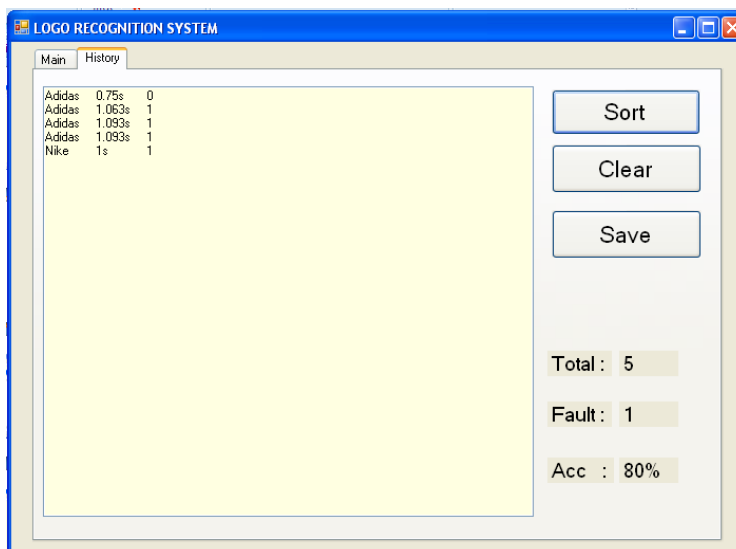 LOGO RECOGNITION SYSTEM
Main History
Adidas 0.75s 0
Adidas 1.063s 1
Adidas 1.093s 1
Adidas 1.093s 1
Nike 1s 1
Sort
Clear
Save
Total : 5
Fault : 1
Acc : 80%